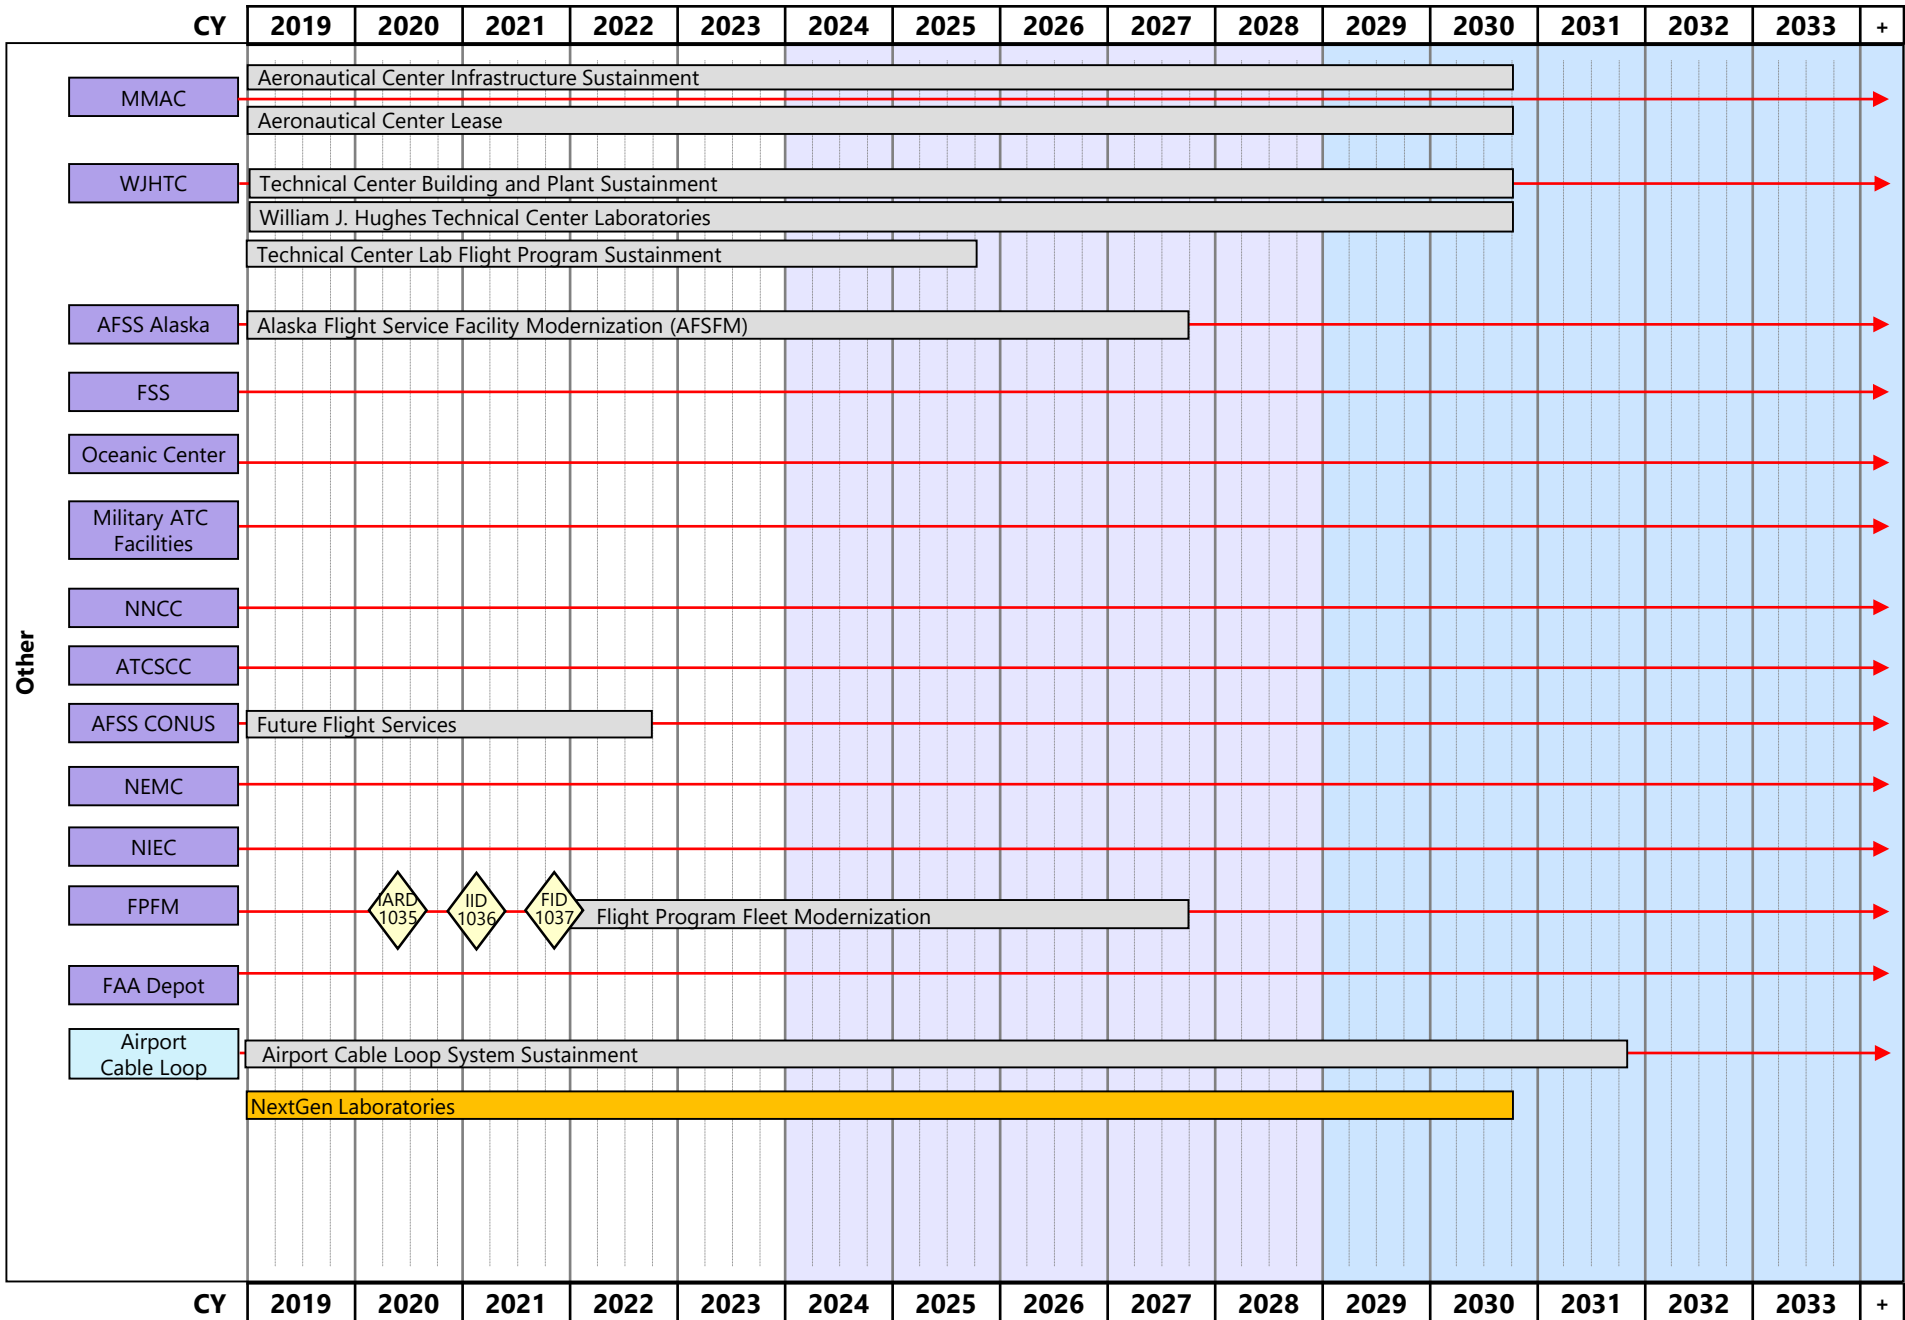 CY 2019 2020 2021 2022 2023 2024 2025 2026 2027 2028 2029 2030 2031 2032 2033 +
Other
MMAC
Aeronautical Center Infrastructure Sustainment
Aeronautical Center Lease
WJHTC
Technical Center Building and Plant Sustainment
William J. Hughes Technical Center Laboratories
Technical Center Lab Flight Program Sustainment
AFSS Alaska
Alaska Flight Service Facility Modernization (AFSFM)
FSS
Oceanic Center
Military ATC
Facilities
NNCC
ATCSCC
AFSS CONUS
Future Flight Services
NEMC
NIEC
FPFM
IARD
1035
IID
1036
FID
1037
Flight Program Fleet Modernization
FAA Depot
Airport
Cable Loop
Airport Cable Loop System Sustainment
NextGen Laboratories
CY 2019 2020 2021 2022 2023 2024 2025 2026 2027 2028 2029 2030 2031 2032 2033 +